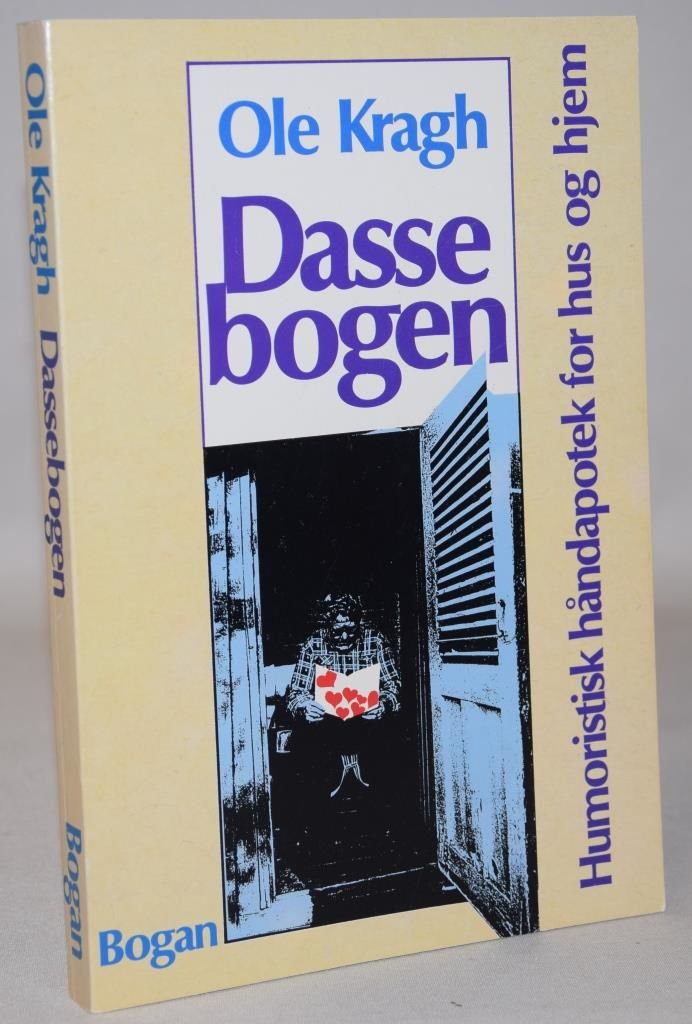 Ole Kragh
Dasse
bogen
Humoristisk håndapotek for hus og hjem
Bogan
Ole Kragh Dassebogen
Bogan